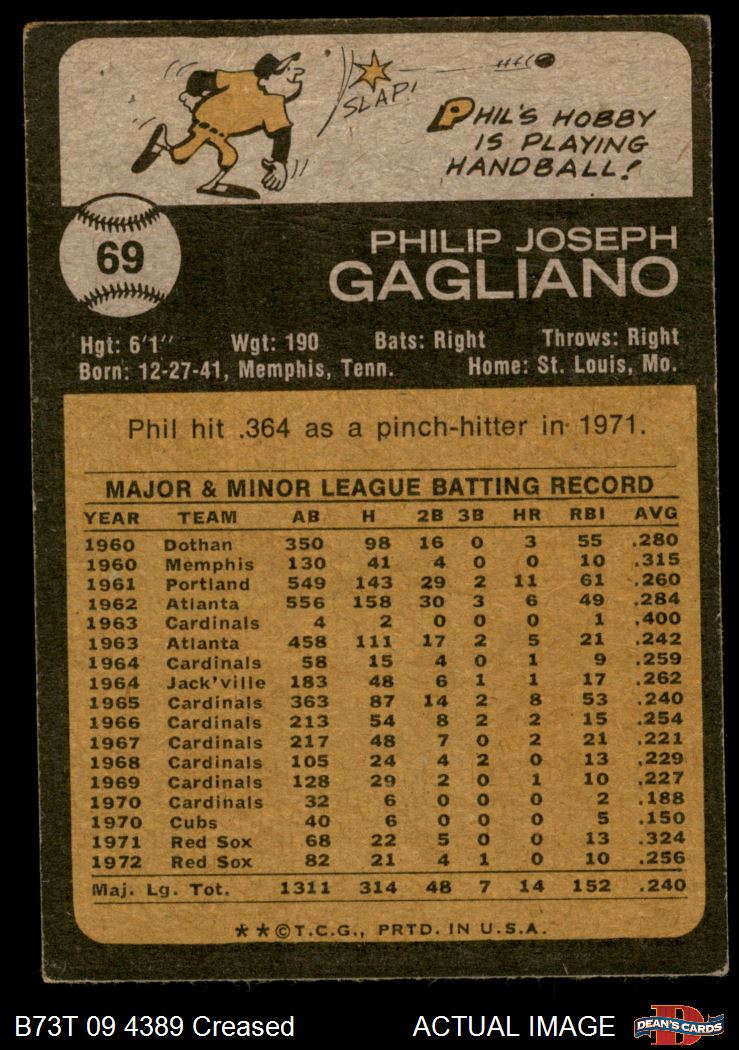 SLAP!
PHIL'S HOBBY
IS PLAYING
HANDBALL!
69
PHILIP JOSEPH
GAGLIANO
Hgt: 6'1" Wgt: 190 Bats: Right Throws: Right
Born: 12-27-41, Memphis, Tenn. Home: St. Louis, Mo.
Phil hit .364 as a pinch-hitter in 1971.
MAJOR & MINOR LEAGUE BATTING RECORD
YEAR TEAM AB H 2B 3B HR RBI AVG
1960 Dothan 350 98 16 0 3 55 .280
1960 Memphis 130 41 4 0 0 10 .315
1961 Portland 549 143 29 2 11 61 .260
1962 Atlanta 556 158 30 3 6 49 .284
1963 Cardinals 4 2 0 0 0 1 .400
1963 Atlanta 458 111 17 2 5 21 .242
1964 Cardinals 58 15 4 0 1 9 .259
1964 Jack'ville 183 48 6 1 1 17 .262
1965 Cardinals 363 87 14 2 8 53 .240
1966 Cardinals 213 54 8 2 2 15 .254
1967 Cardinals 217 48 7 0 2 21 .221
1968 Cardinals 105 24 4 2 0 13 .229
1969 Cardinals 128 29 2 0 1 10 .227
1970 Cardinals 32 6 0 0 0 2 .188
1970 Cubs 40 6 0 0 0 5 .150
1971 Red Sox 68 22 5 0 0 13 .324
1972 Red Sox 82 21 4 1 0 10 .256
Maj. Lg. Tot. 1311 314 48 7 14 152 .240
**©T.C.G., PRTD. IN U.S.A.
B73T 09 4389 Creased ACTUAL IMAGE DEAN'S CARDS